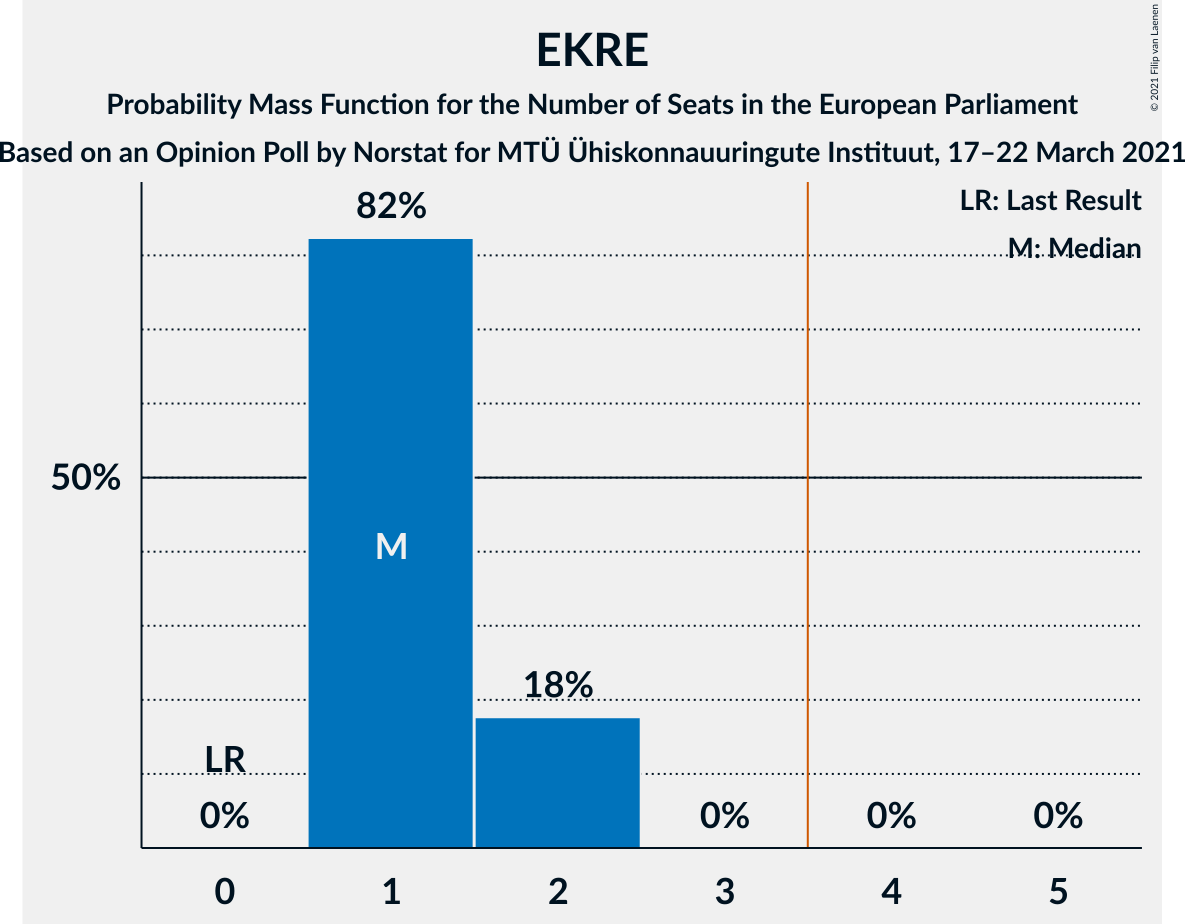 EKRE
Probability Mass Function for the Number of Seats in the European Parliament
Based on an Opinion Poll by Norstat for MTÜ Ühiskonnauuringute Instituut, 17–22 March 2021
© 2021 Filip van Laenen
LR: Last Result
M: Median
82%
50%
M
18%
LR
0%
0%
0%
0%
0
1
2
3
4
5